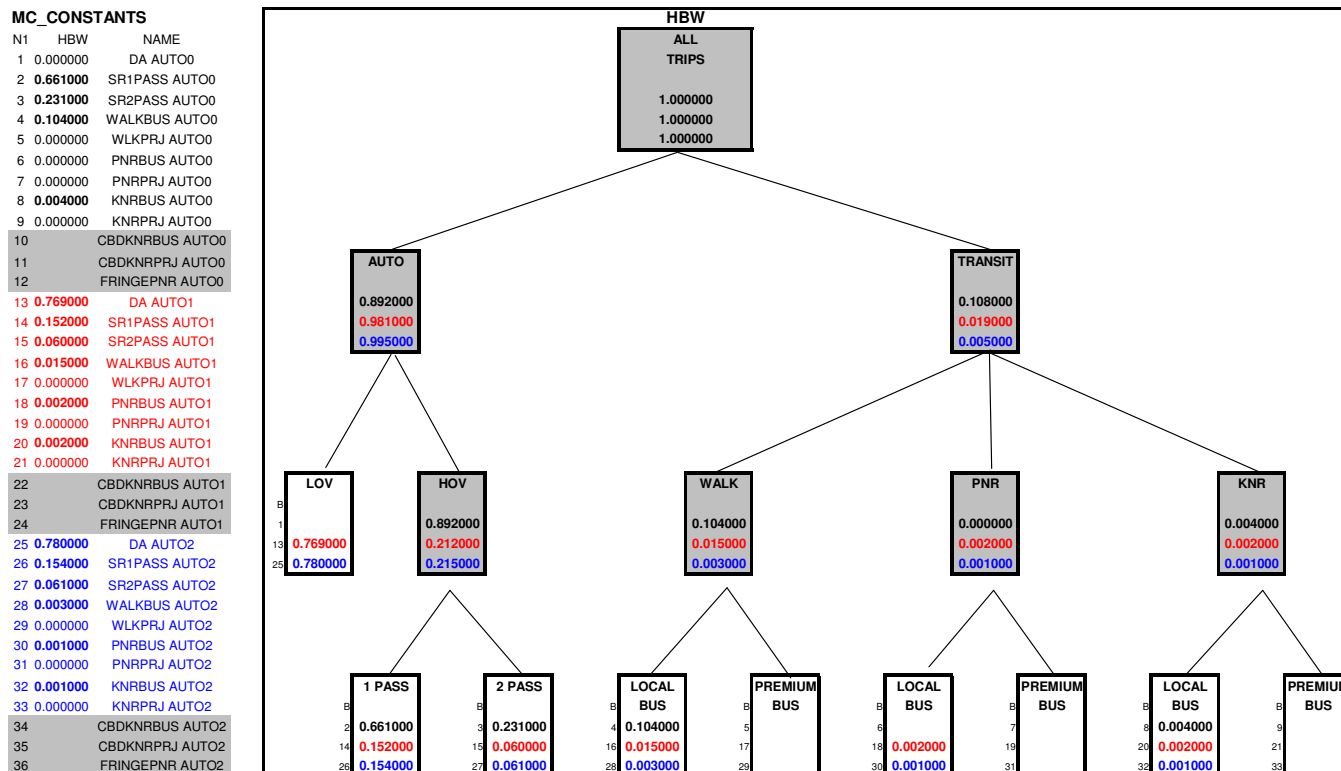 MC_CONSTANTS
N1 HBW NAME
1 0.000000 DA AUTO0
2 0.661000 SR1PASS AUTO0
3 0.231000 SR2PASS AUTO0
4 0.104000 WALKBUS AUTO0
5 0.000000 WLKPRJ AUTO0
6 0.000000 PNRBUS AUTO0
7 0.000000 PNRPRJ AUTO0
8 0.004000 KNRBUS AUTO0
9 0.000000 KNRPRJ AUTO0
10 CBDKNRBUS AUTO0
11 CBDKNRPRJ AUTO0
12 FRINGEPNR AUTO0
13 0.769000 DA AUTO1
14 0.152000 SR1PASS AUTO1
15 0.060000 SR2PASS AUTO1
16 0.015000 WALKBUS AUTO1
17 0.000000 WLKPRJ AUTO1
18 0.002000 PNRBUS AUTO1
19 0.000000 PNRPRJ AUTO1
20 0.002000 KNRBUS AUTO1
21 0.000000 KNRPRJ AUTO1
22 CBDKNRBUS AUTO1
23 CBDKNRPRJ AUTO1
24 FRINGEPNR AUTO1
25 0.780000 DA AUTO2
26 0.154000 SR1PASS AUTO2
27 0.061000 SR2PASS AUTO2
28 0.003000 WALKBUS AUTO2
29 0.000000 WLKPRJ AUTO2
30 0.001000 PNRBUS AUTO2
31 0.000000 PNRPRJ AUTO2
32 0.001000 KNRBUS AUTO2
33 0.000000 KNRPRJ AUTO2
34 CBDKNRBUS AUTO2
35 CBDKNRPRJ AUTO2
36 FRINGEPNR AUTO2
HBW
ALL
TRIPS
1.000000
1.000000
1.000000
AUTO
0.892000
0.981000
0.995000
TRANSIT
0.108000
0.019000
0.005000
LOV
B
1
13 0.769000
25 0.780000
HOV
0.892000
0.212000
0.215000
WALK
0.104000
0.015000
0.003000
PNR
0.000000
0.002000
0.001000
KNR
0.004000
0.002000
0.001000
1 PASS
B
2 0.661000
14 0.152000
26 0.154000
2 PASS
B
3 0.231000
15 0.060000
27 0.061000
LOCAL
B BUS
4 0.104000
16 0.015000
28 0.003000
PREMIUM
B BUS
5
17
29
LOCAL
B BUS
6
18 0.002000
30 0.001000
PREMIUM
B BUS
7
19
31
LOCAL
B BUS
8 0.004000
20 0.002000
32 0.001000
PREMIUM
B BUS
9
21
33